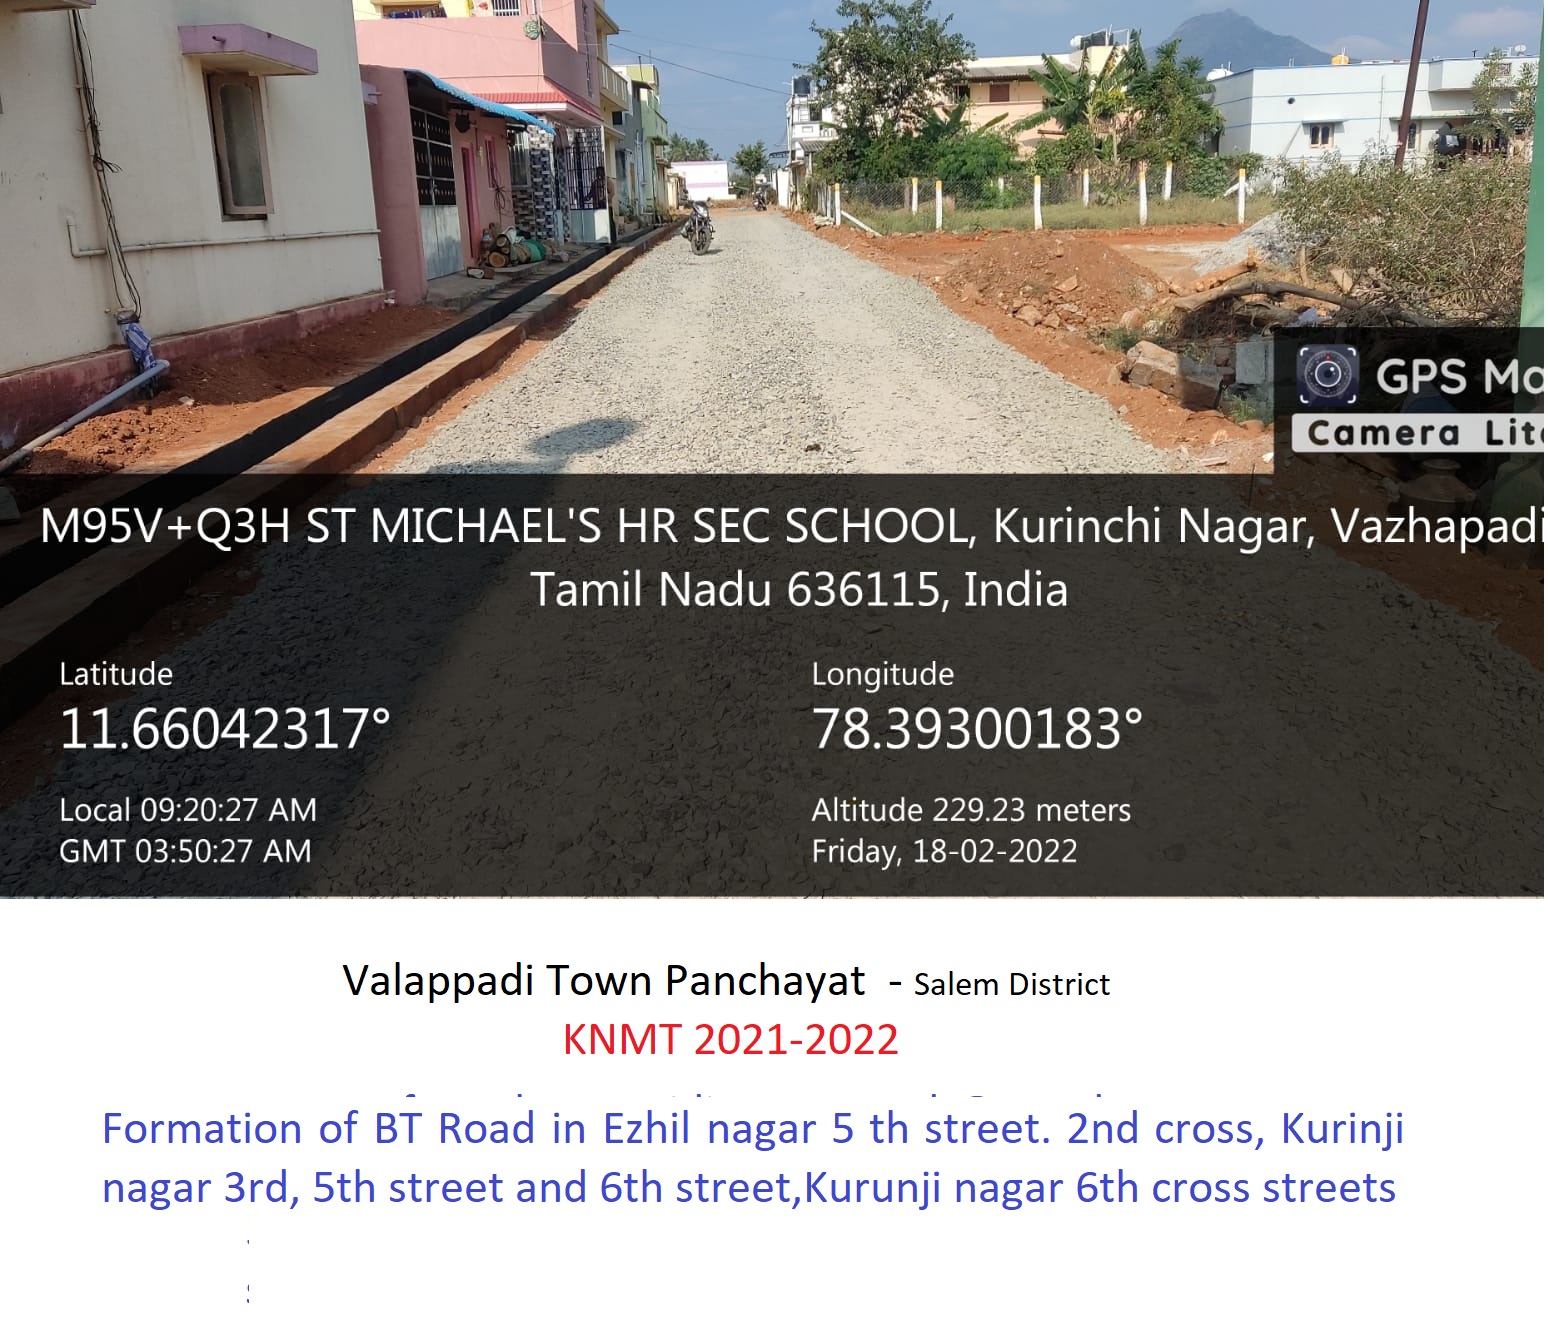 GPS
Camera
M95V+Q3H ST MICHAEL'S HR SEC SCHOOL, Kurinchi Nagar, Vazhapadi
Tamil Nadu 636115, India
Latitude
11.66042317°
Longitude
78.39300183°
Local 09:20:27 AM
GMT 03:50:27 AM
Altitude 229.23 meters
Friday, 18-02-2022
Valappadi Town Panchayat - Salem District
KNMT 2021-2022
Formation of BT Road in Ezhil nagar 5 th street. 2nd cross, Kurinji
nagar 3rd, 5th street and 6th street,Kurunji nagar 6th cross streets